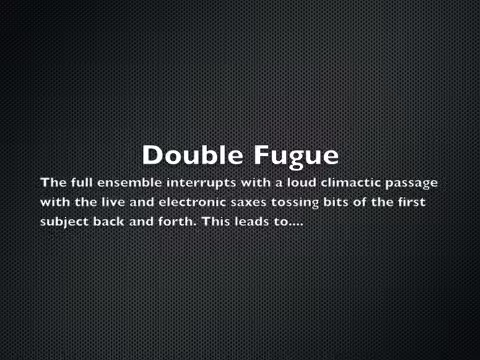 Double Fugue
The full ensemble interrupts with a loud climactic passage
with the live and electronic saxes tossing bits of the first
subject back and forth. This leads to....